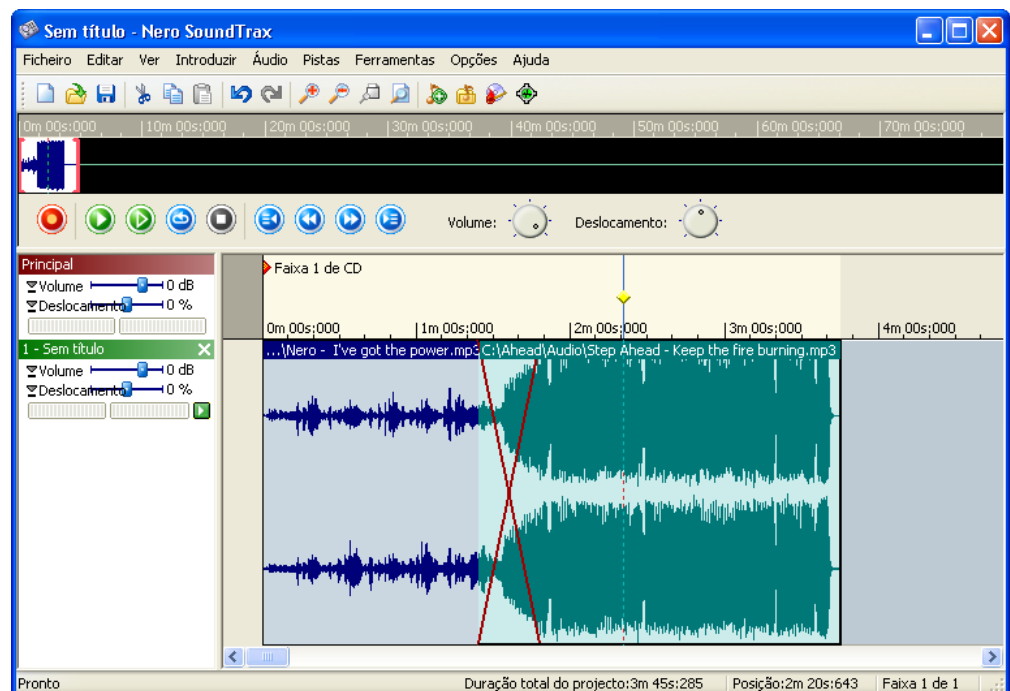 Sem título - Nero SoundTrax
Ficheiro Editar Ver Introduzir Áudio Pistas Ferramentas Opções Ajuda
0m 00s:000 |10m 00s:000 |20m 00s:000 |30m 00s:000 |40m 00s:000 |50m 00s:000 |60m 00s:000 |70m 00s:000
Volume: Deslocamento:
Principal
Volume 0 dB
Deslocamento 0 %
Faixa 1 de CD
0m 00s:000 |1m 00s:000 |2m 00s:000 |3m 00s:000 |4m 00s:000
1 - Sem título
Volume 0 dB
Deslocamento 0 %
...\Nero - I've got the power.mp3 C:\Ahead\Audio\Step Ahead - Keep the fire burning.mp3
Pronto Duração total do projecto:3m 45s:285 Posição:2m 20s:643 Faixa 1 de 1